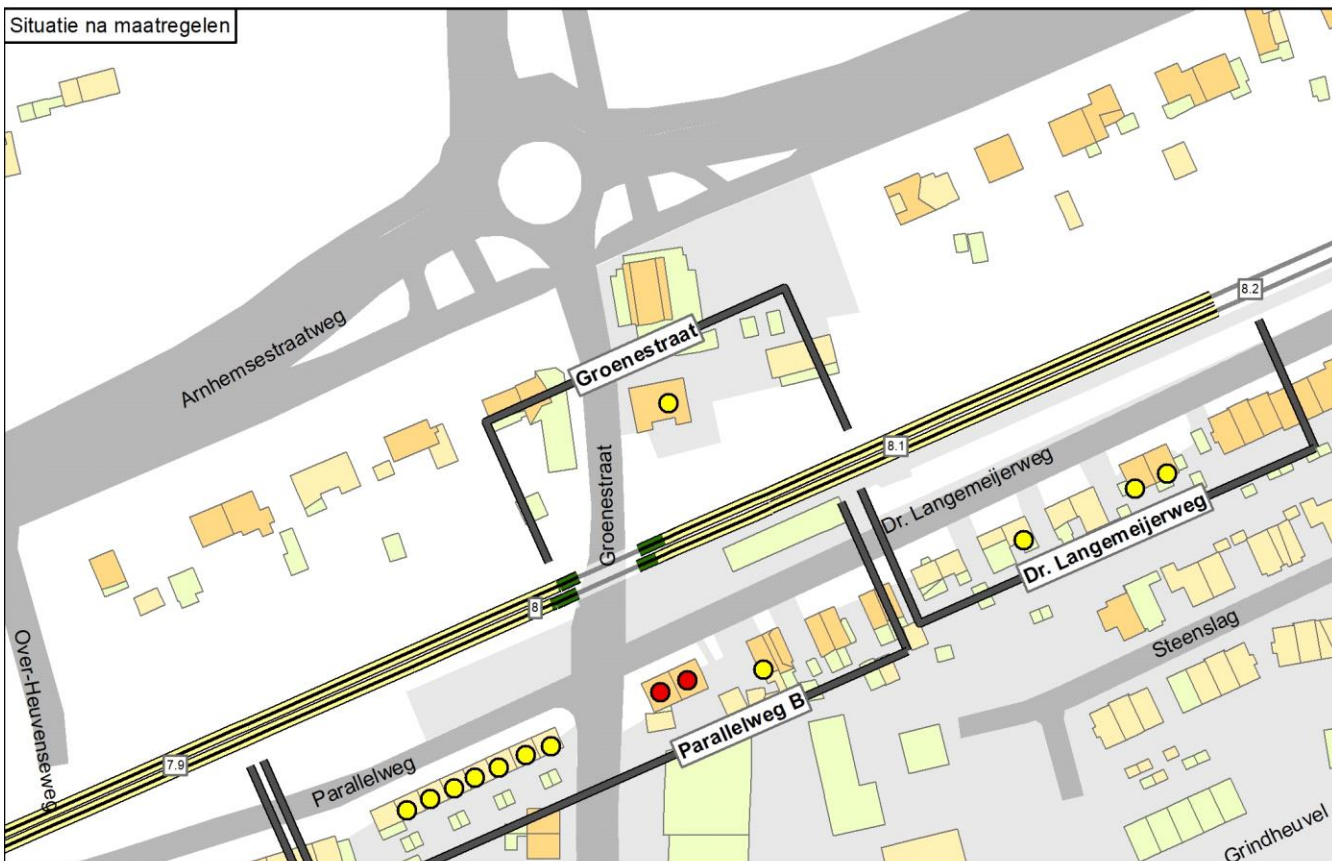 Situatie na maatregelen
8.2
Arnhemsestraatweg
Groenestraat
8.1
Groenestraat
Dr. Langemeijerweg
Dr. Langemeijerweg
8
Steenslag
Over-Heuvenseweg
Parallelweg B
7.9
Parallelweg
Grindheuvel